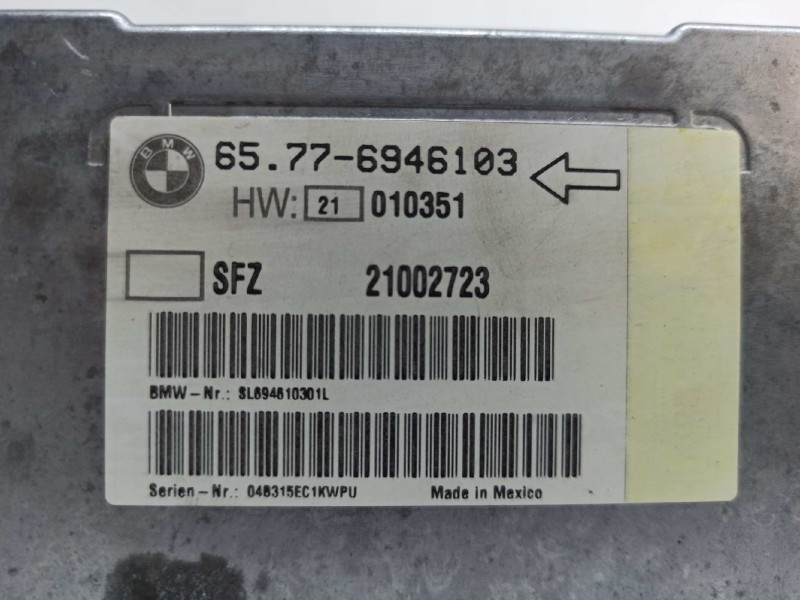 BMW
65.77-6946103
HW: 21 010351
SFZ 21002723
BMW-Nr.: SL694610301L
Serien-Nr.: 04B315EC1KWPU Made in Mexico